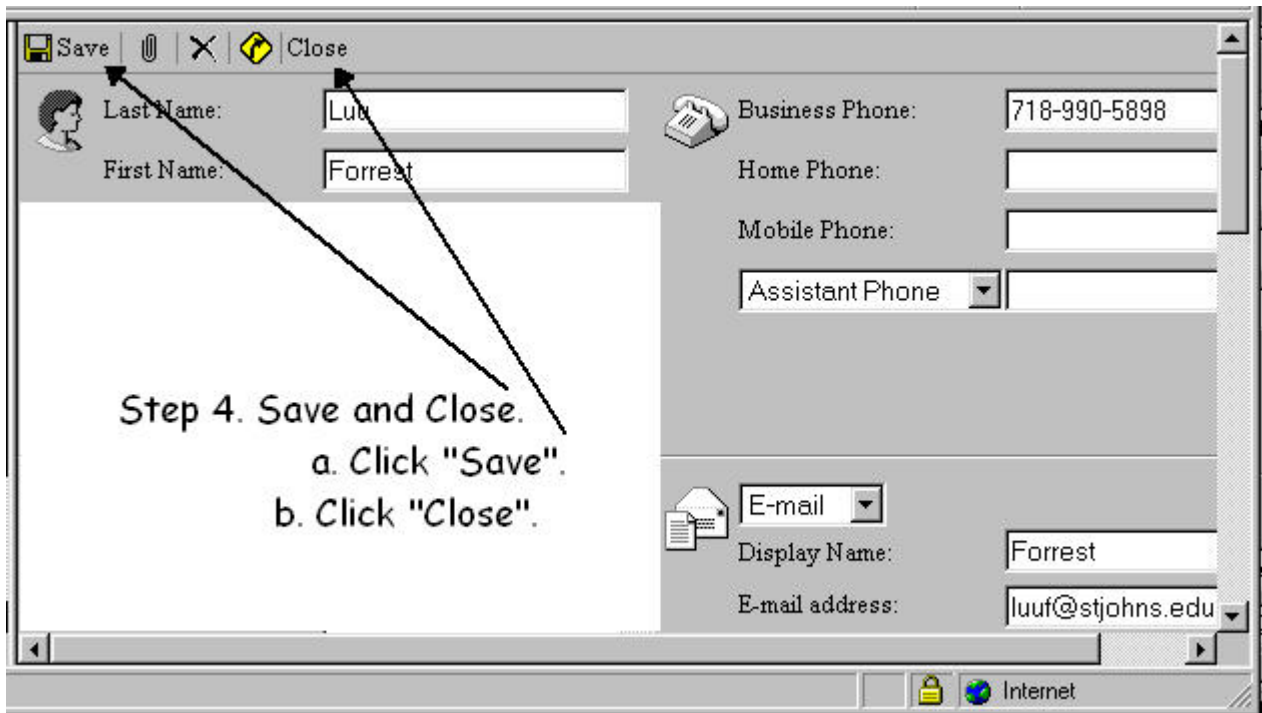 Save Close
Last Name: Luu
First Name: Forrest
Business Phone: 718-990-5898
Home Phone:
Mobile Phone:
Assistant Phone
Step 4. Save and Close.
a. Click "Save".
b. Click "Close".
E-mail
Display Name: Forrest
E-mail address: luuf@stjohns.edu
Internet